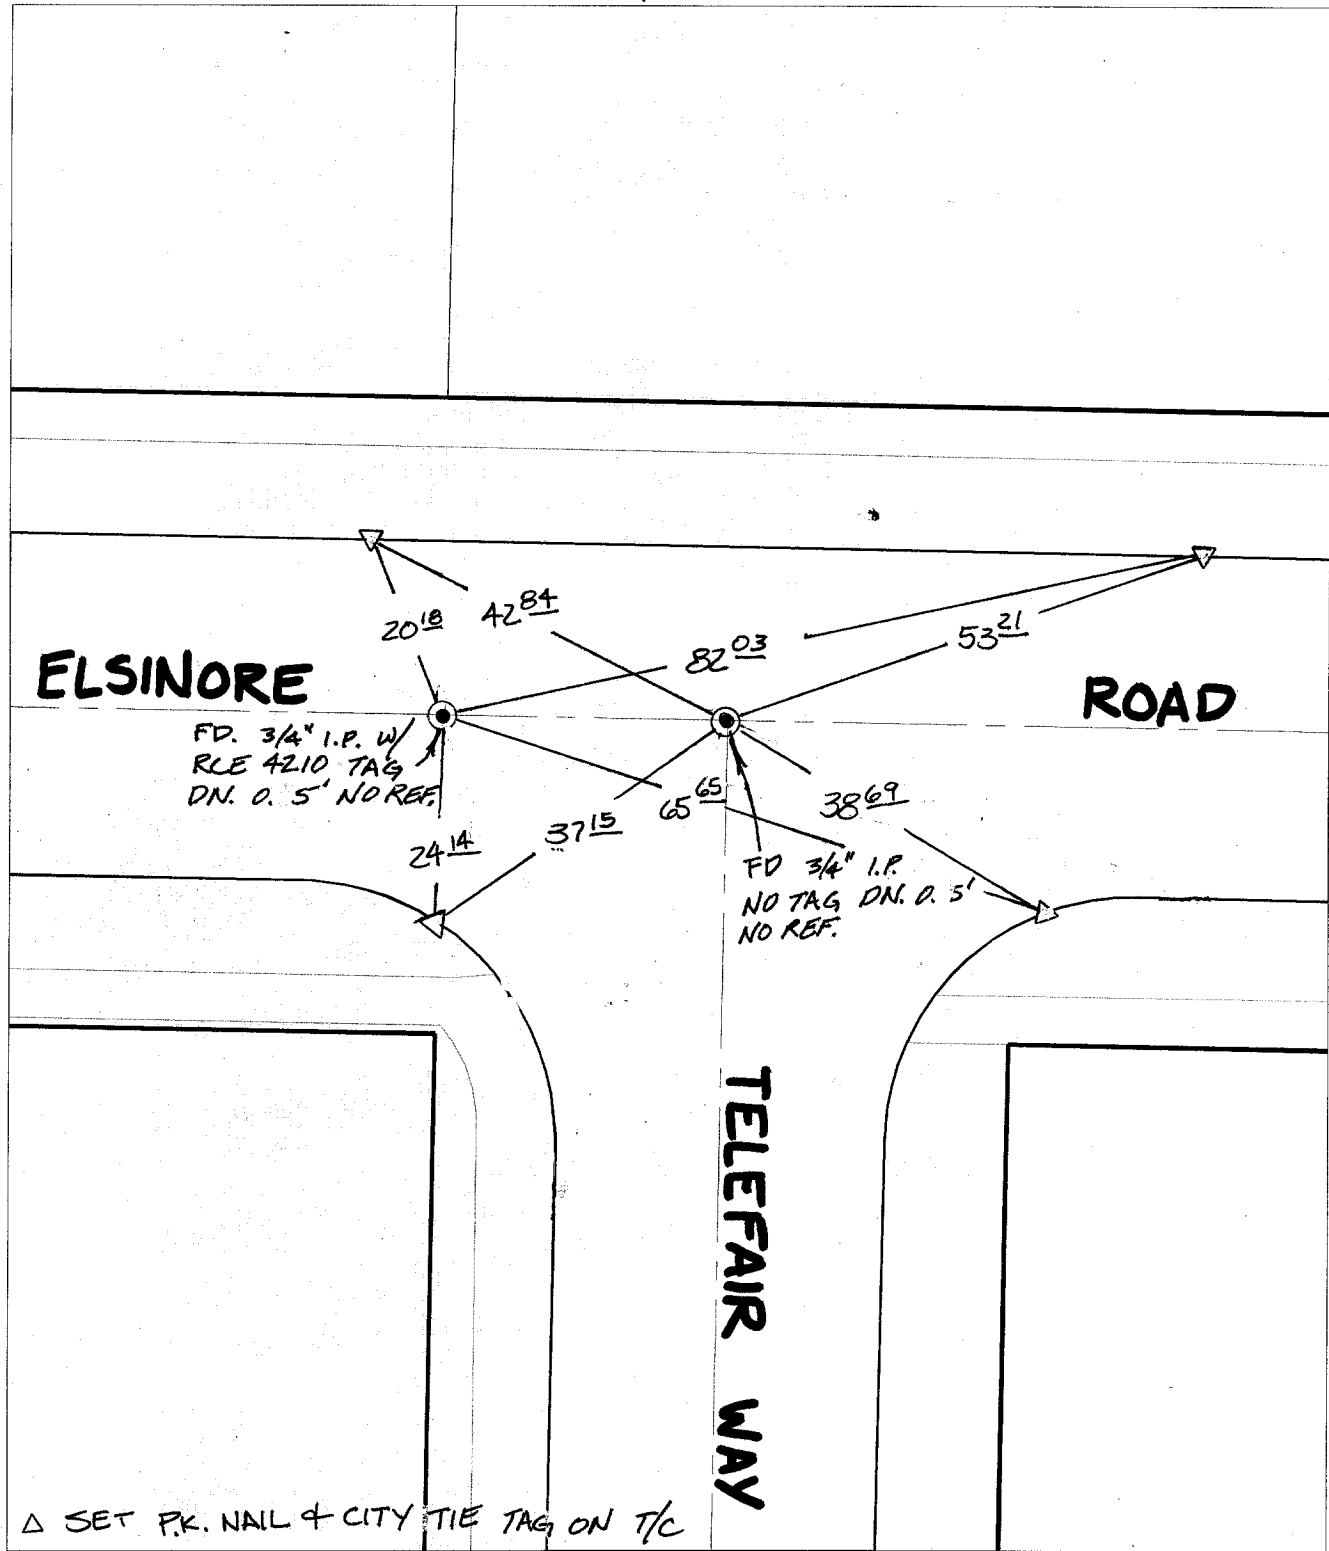 20 18
42 84
82 03
53 21
ELSINORE
ROAD
FD. 3/4" I.P. W/
RCE 4210 TAG
DN. 0.5' NO REF.
24 14
37 15
65 65
38 69
FD 3/4" I.P.
NO TAG DN. 0.5'
NO REF.
TELEFAIR WAY
△ SET P.K. NAIL & CITY TIE TAG ON T/C